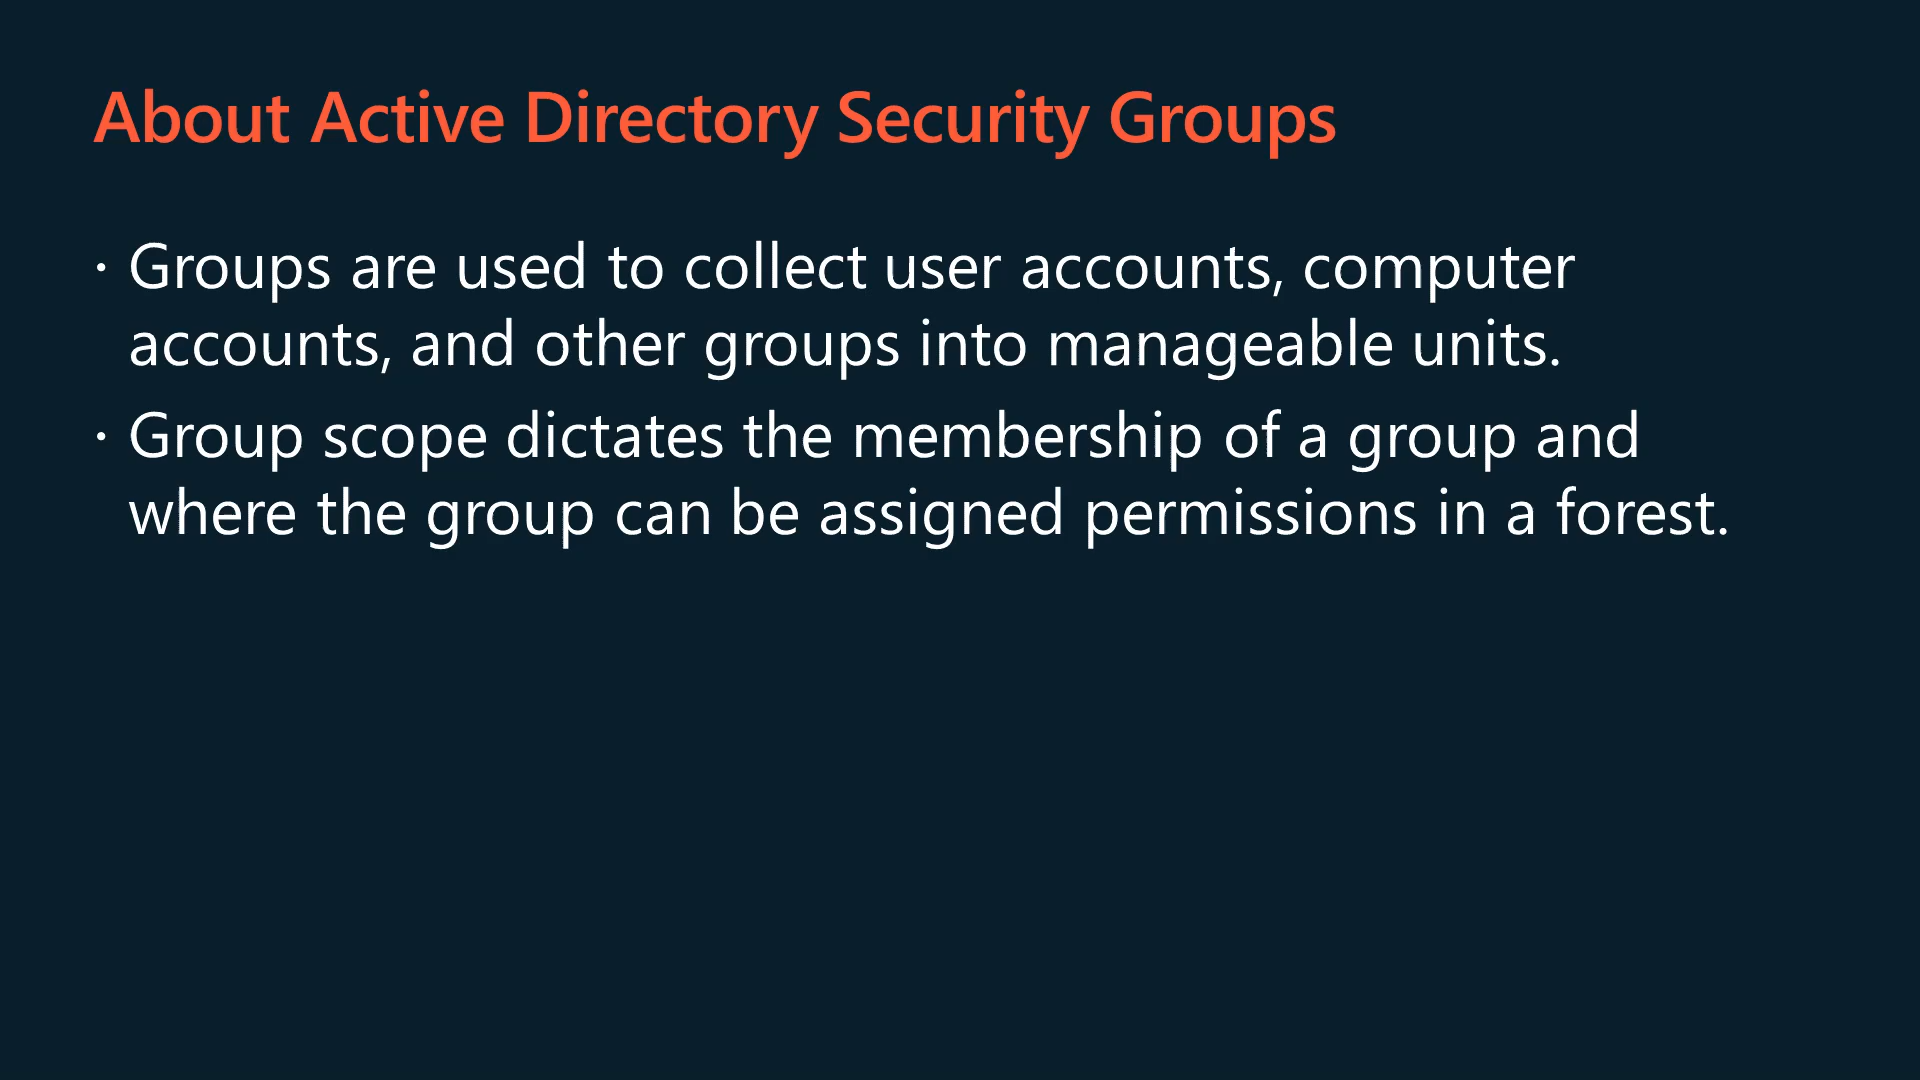 About Active Directory Security Groups
· Groups are used to collect user accounts, computer
accounts, and other groups into manageable units.
· Group scope dictates the membership of a group and
where the group can be assigned permissions in a forest.